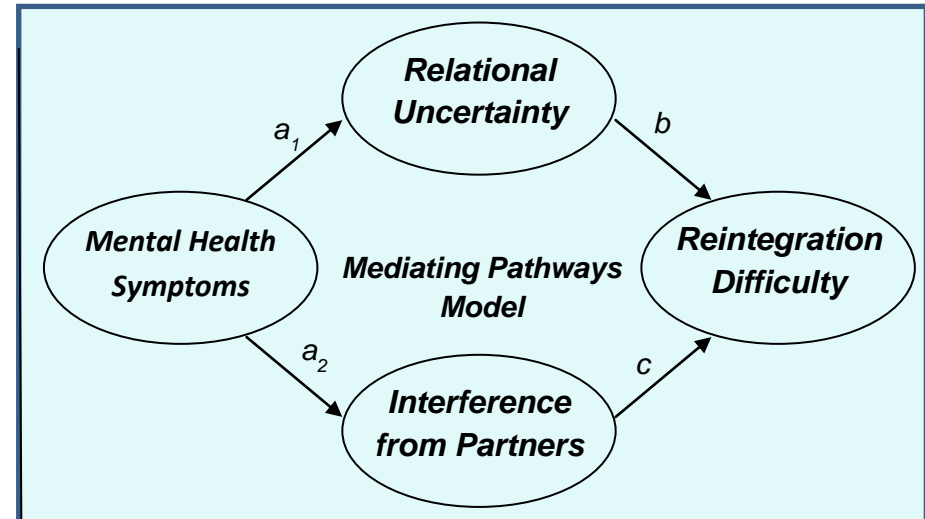 Relational
Uncertainty
a₁
b
Mental Health
Symptoms
Mediating Pathways
Model
Reintegration
Difficulty
a₂
c
Interference
from Partners